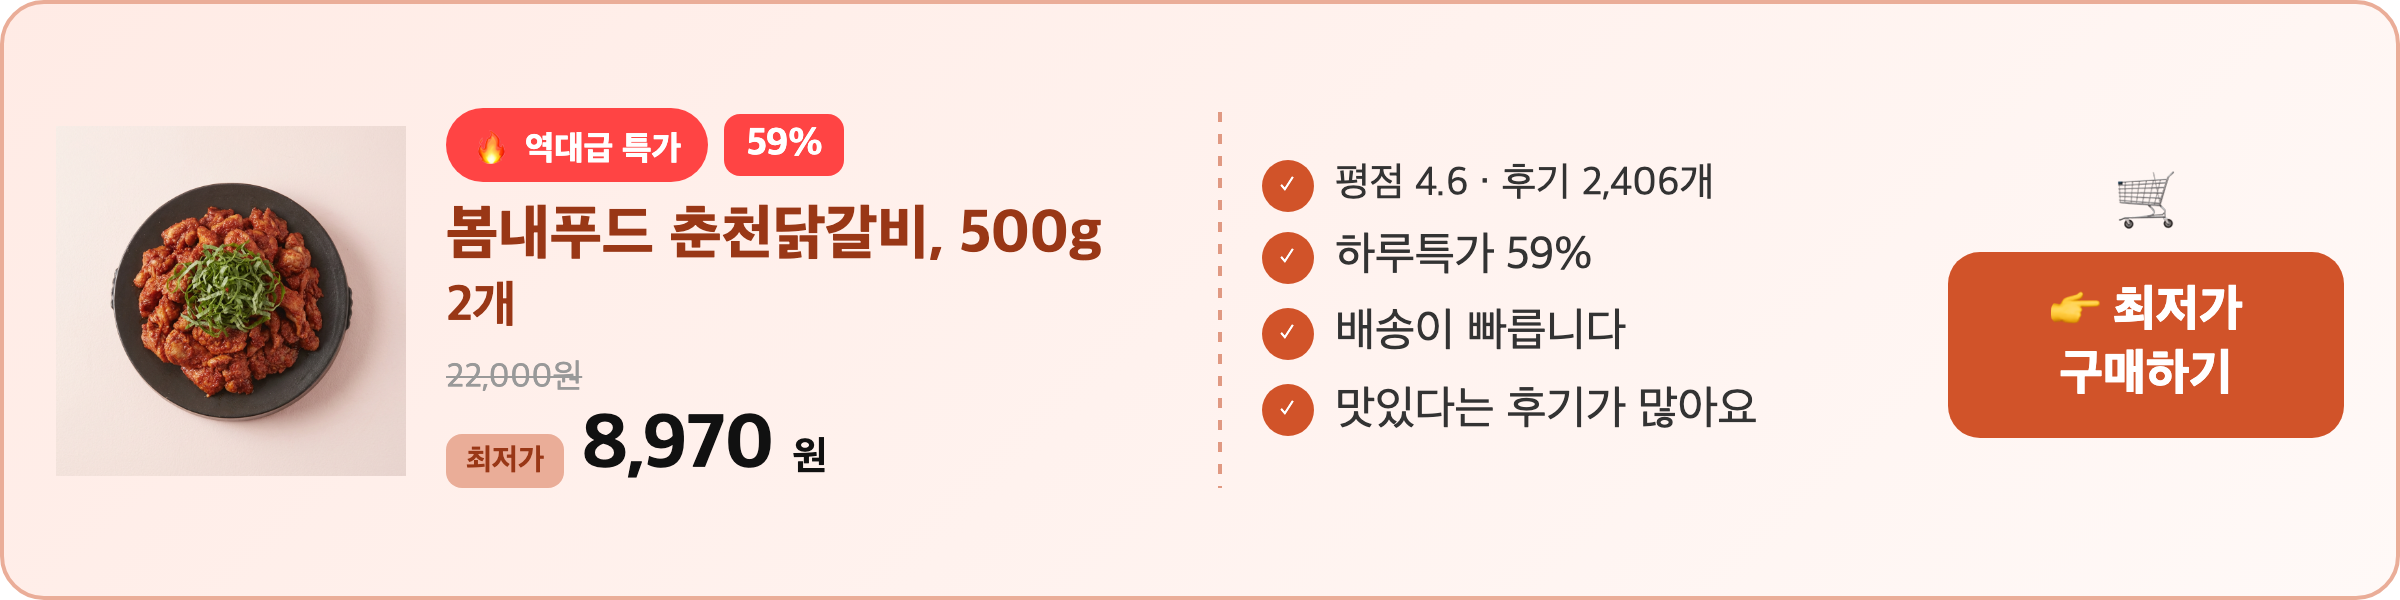 🔥 역대급 특가 59%
봄내푸드 춘천닭갈비, 500g
2개
22,000원
최저가 8,970 원
✓ 평점 4.6 · 후기 2,406개
✓ 하루특가 59%
✓ 배송이 빠릅니다
✓ 맛있다는 후기가 많아요
👉 최저가
구매하기